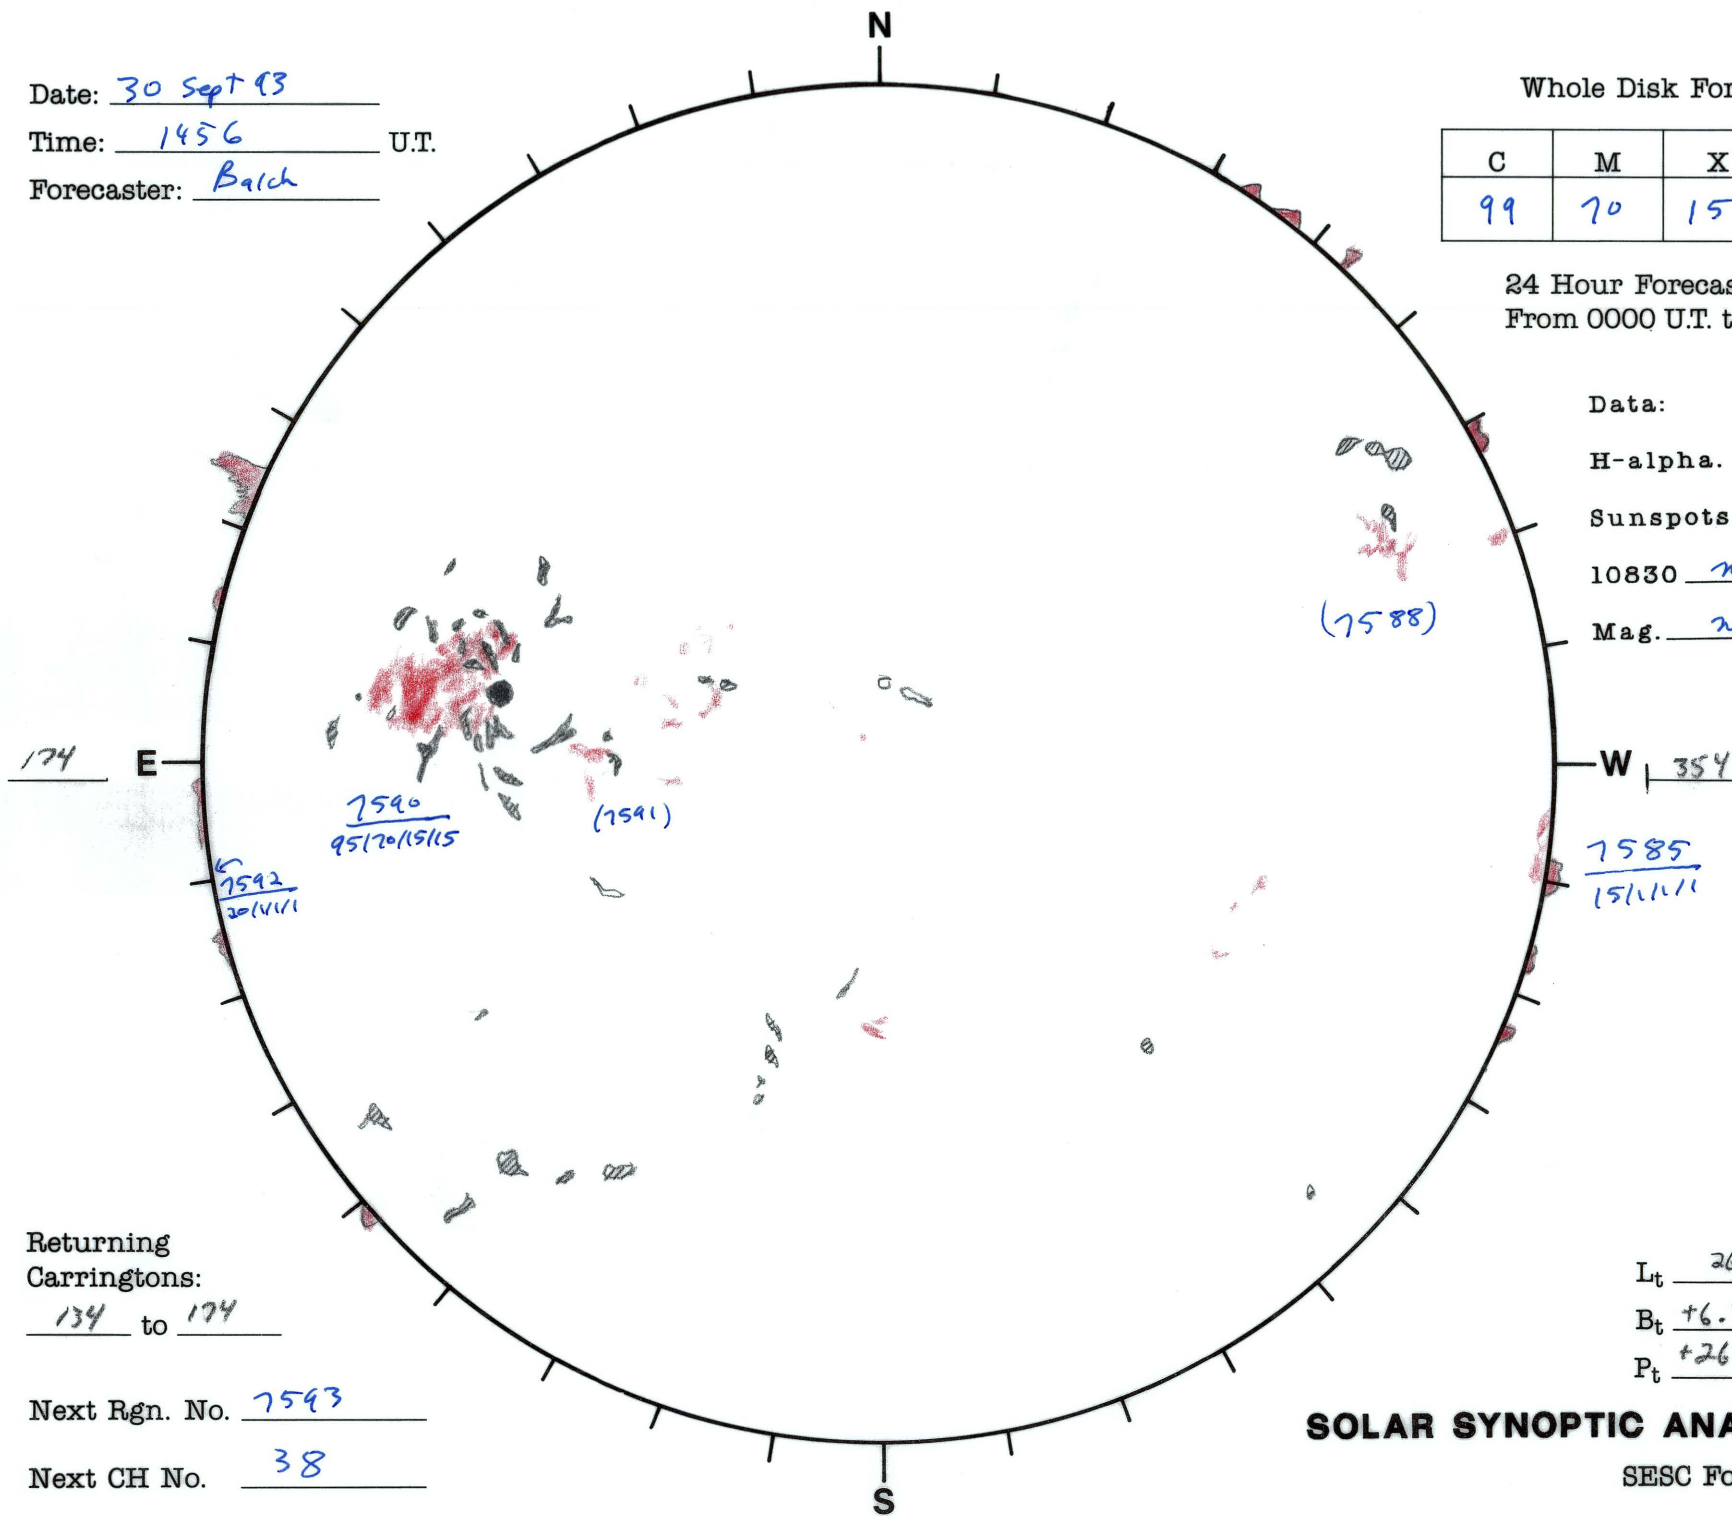 N
Date: 30 Sept 93
Time: 1456 U.T.
Forecaster: Balch
Whole Disk For
C M X
99 70 15
24 Hour Forecas
From 0000 U.T. t
Data:
H-alpha.
Sunspots
10830
Mag.
(7588)
174 E
W 354
7590
95/70/15/15
(7591)
7592
20/1/1/1
7585
15/1/1/1
Returning
Carringtons:
134 to 174
Lt 26
Bt +6.
Pt +26
Next Rgn. No. 7593
Next CH No. 38
SOLAR SYNOPTIC ANA
SESC Fo
S